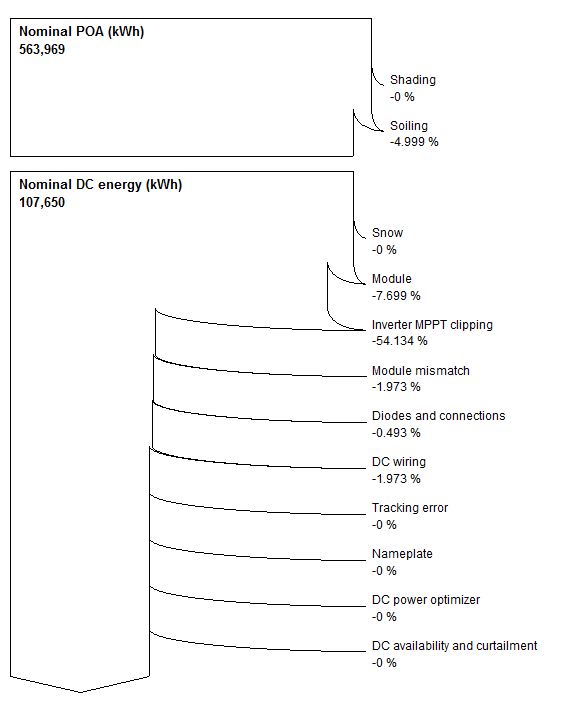 Nominal POA (kWh)
563,969
Shading
-0 %
Soiling
-4.999 %
Nominal DC energy (kWh)
107,650
Snow
-0 %
Module
-7.699 %
Inverter MPPT clipping
-54.134 %
Module mismatch
-1.973 %
Diodes and connections
-0.493 %
DC wiring
-1.973 %
Tracking error
-0 %
Nameplate
-0 %
DC power optimizer
-0 %
DC availability and curtailment
-0 %